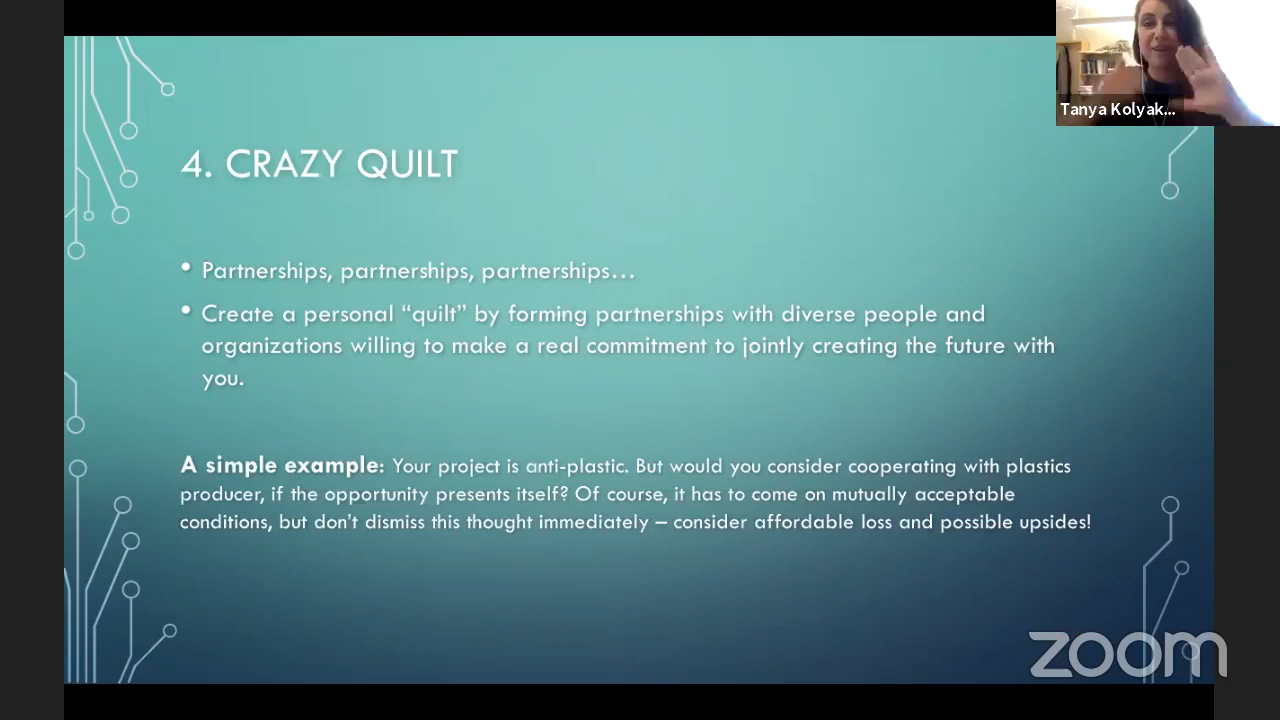 Tanya Kolyak...
4. CRAZY QUILT
• Partnerships, partnerships, partnerships…
• Create a personal “quilt” by forming partnerships with diverse people and
organizations willing to make a real commitment to jointly creating the future with
you.
A simple example: Your project is anti-plastic. But would you consider cooperating with plastics
producer, if the opportunity presents itself? Of course, it has to come on mutually acceptable
conditions, but don’t dismiss this thought immediately – consider affordable loss and possible upsides!
zoom